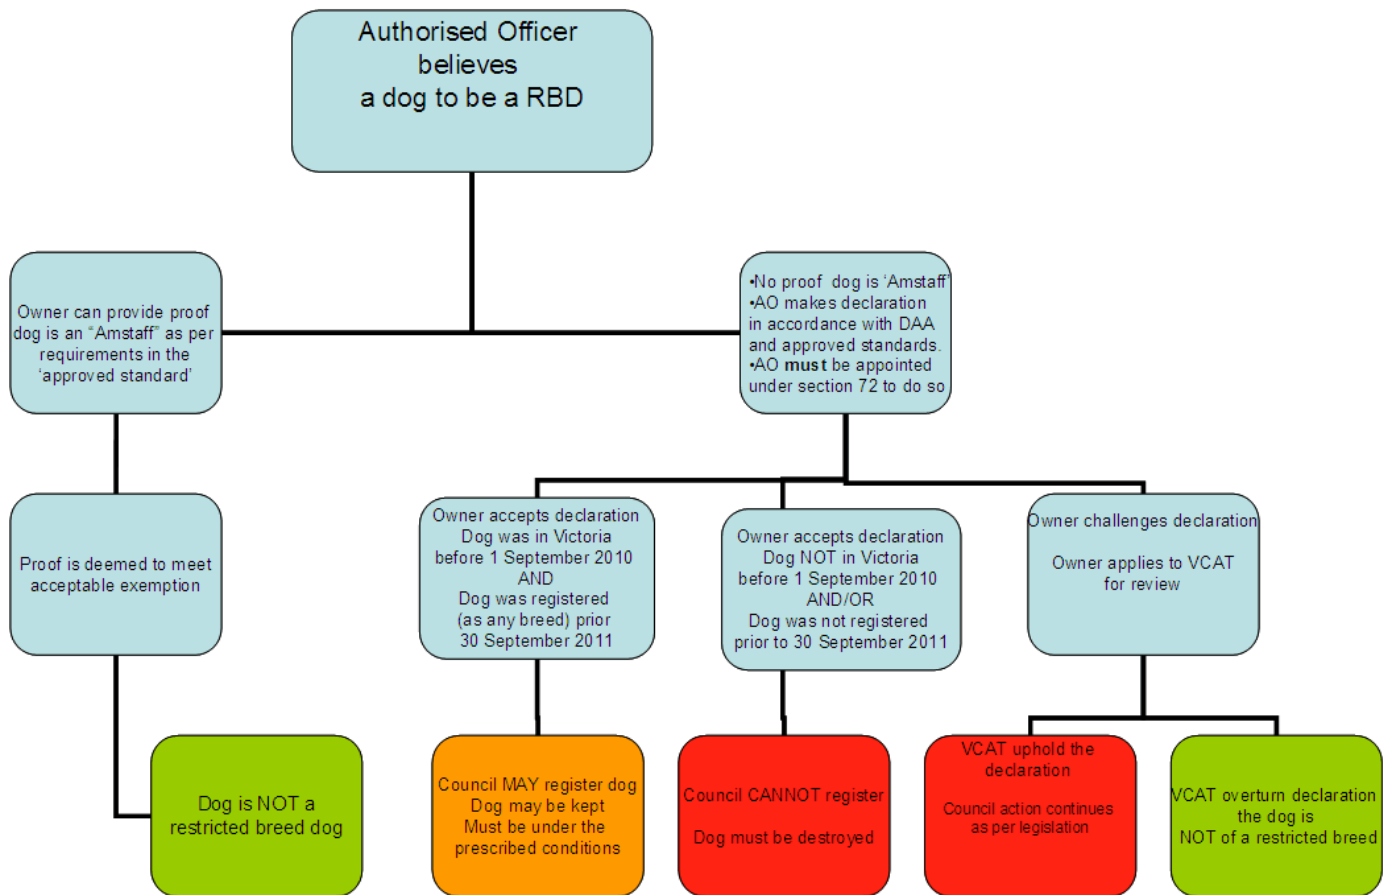 Authorised Officer
believes
a dog to be a RBD
Owner can provide proof
dog is an "Amstaff" as per
requirements in the
'approved standard'
•No proof dog is 'Amstaff'
•AO makes declaration
in accordance with DAA
and approved standards.
•AO must be appointed
under section 72 to do so
Proof is deemed to meet
acceptable exemption
Owner accepts declaration
Dog was in Victoria
before 1 September 2010
AND
Dog was registered
(as any breed) prior
30 September 2011
Owner accepts declaration
Dog NOT in Victoria
before 1 September 2010
AND/OR
Dog was not registered
prior to 30 September 2011
Owner challenges declaration
Owner applies to VCAT
for review
Dog is NOT a
restricted breed dog
Council MAY register dog
Dog may be kept
Must be under the
prescribed conditions
Council CANNOT register
Dog must be destroyed
VCAT uphold the
declaration
Council action continues
as per legislation
VCAT overturn declaration
the dog is
NOT of a restricted breed